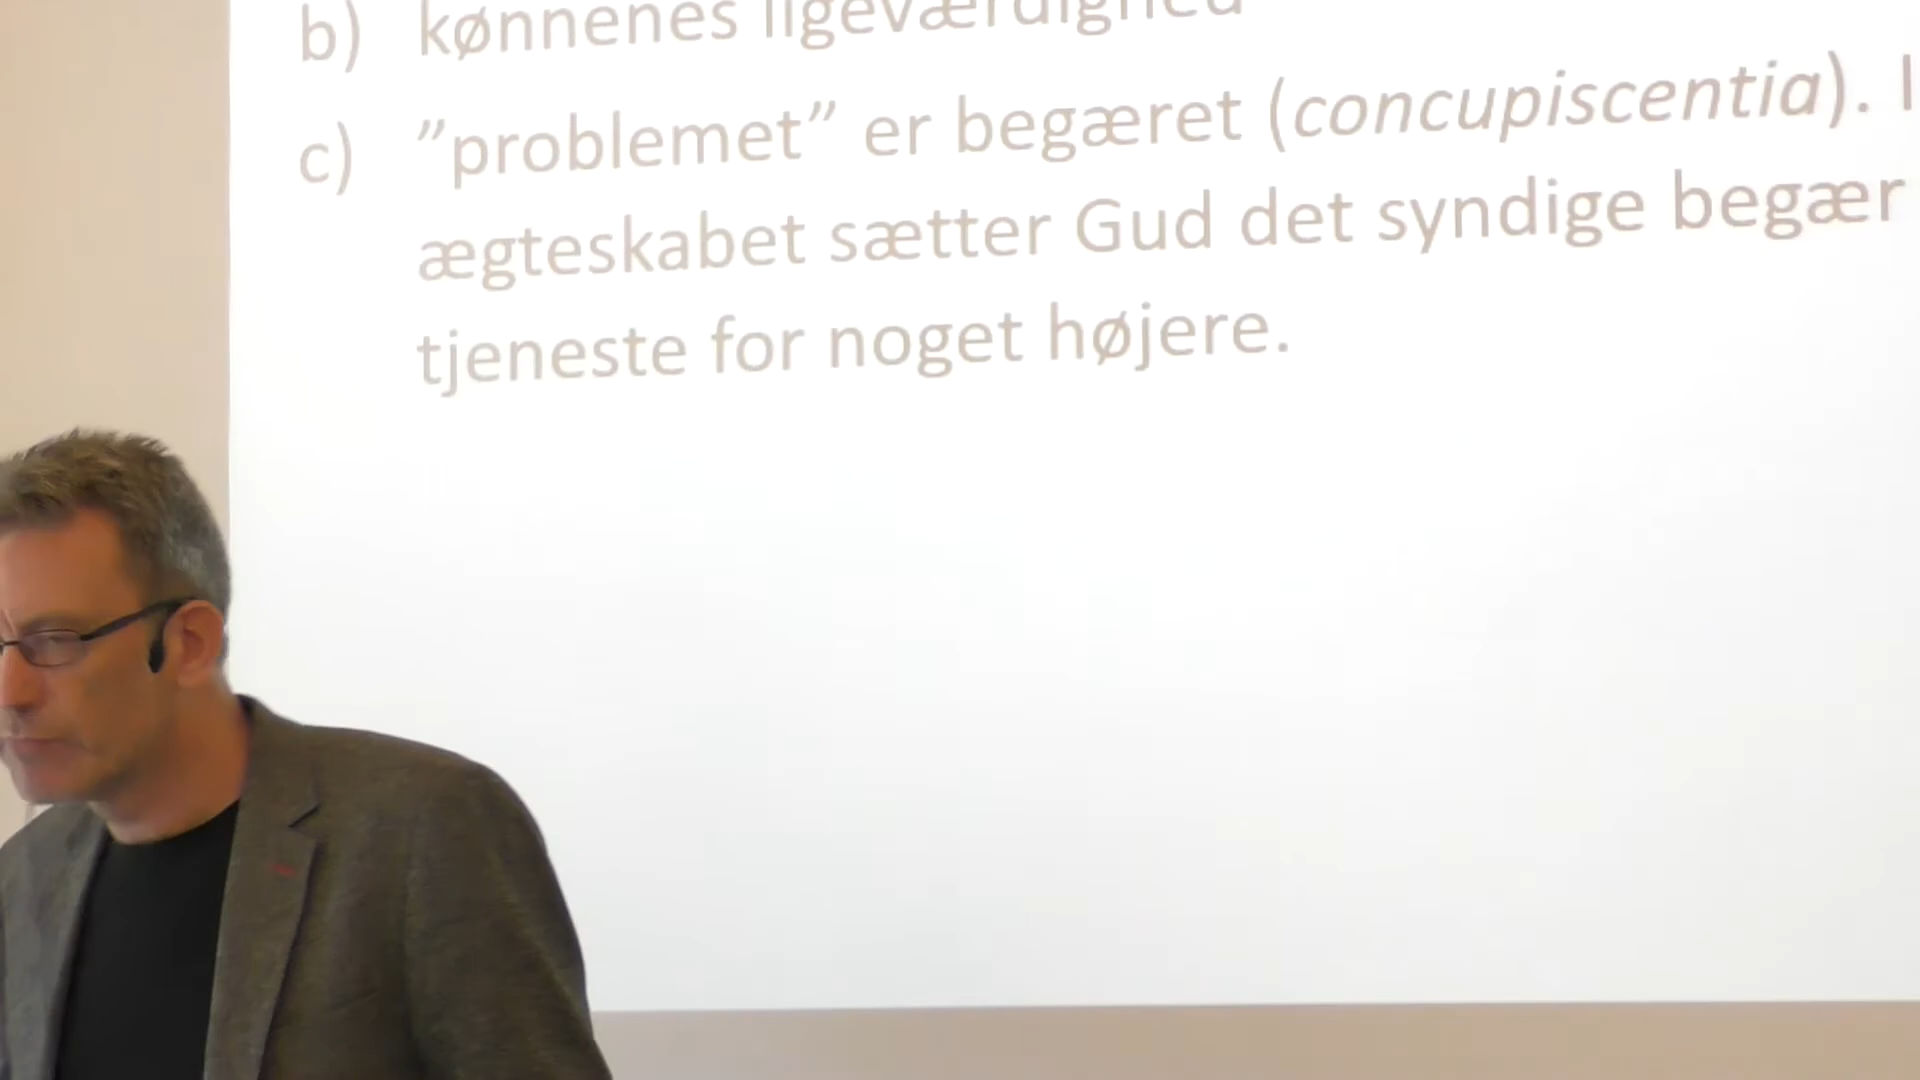 b) kønnenes ligeværdighed
c) ”problemet” er begæret (concupiscentia). I
ægteskabet sætter Gud det syndige begær
tjeneste for noget højere.